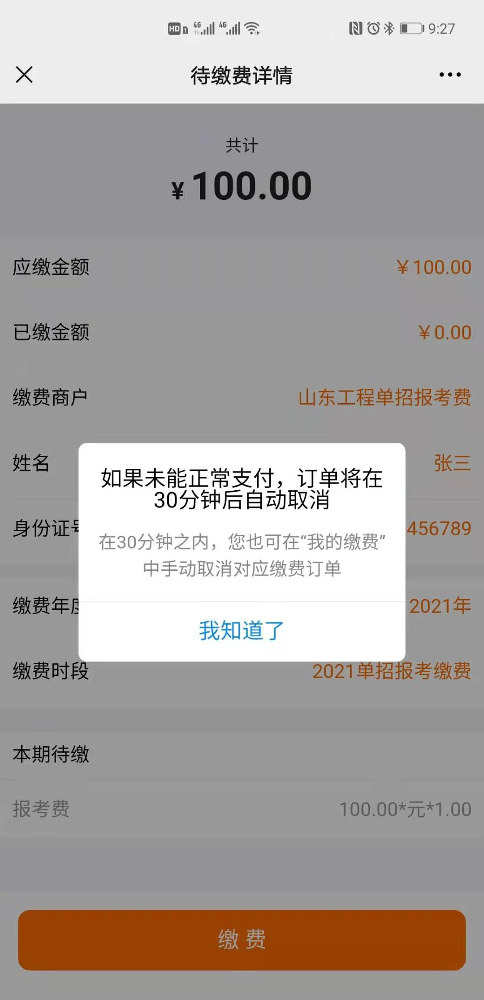 HD 1 4G 4G 9:27
待缴费详情
共计
¥ 100.00
应缴金额 ￥100.00
已缴金额 ￥0.00
缴费商户 山东工程单招报考费
姓名 张三
如果未能正常支付，订单将在
30分钟后自动取消
身份证号 456789
在30分钟之内，您也可在“我的缴费”
中手动取消对应缴费订单
缴费年度 2021年
我知道了
缴费时段 2021单招报考缴费
本期待缴
报考费 100.00*元*1.00
缴 费